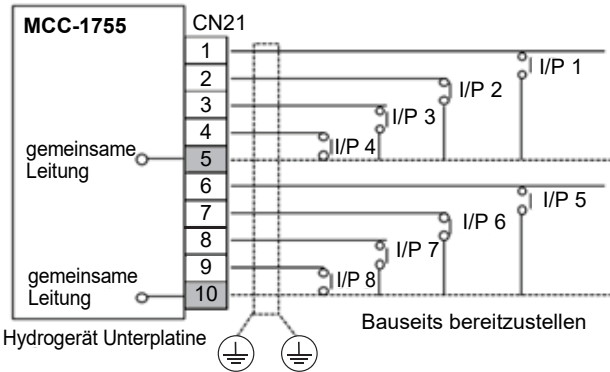 MCC-1755
CN21
1
I/P 1
2
I/P 2
3
I/P 3
4
I/P 4
gemeinsame
Leitung
5
6
I/P 5
7
I/P 6
8
I/P 7
9
I/P 8
gemeinsame
Leitung
10
Hydrogerät Unterplatine
Bauseits bereitzustellen